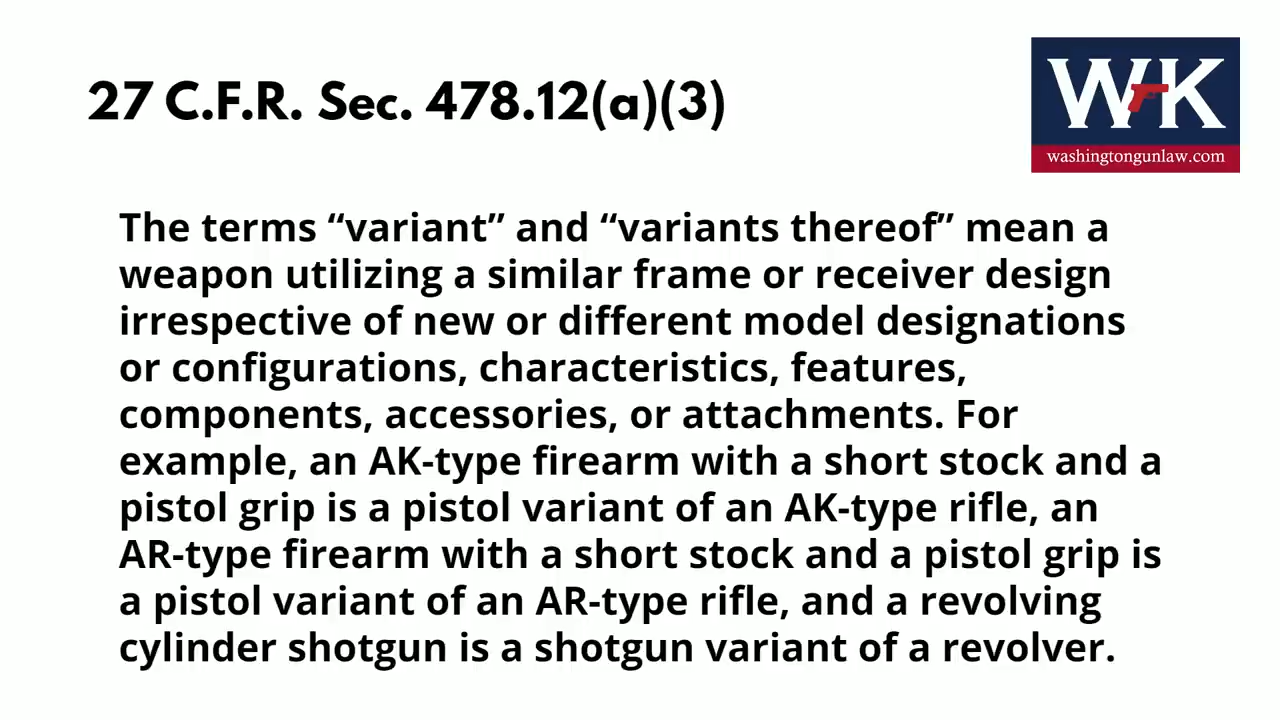 27 C.F.R. Sec. 478.12(a)(3)
WK
washingtongunlaw.com
The terms “variant” and “variants thereof” mean a
weapon utilizing a similar frame or receiver design
irrespective of new or different model designations
or configurations, characteristics, features,
components, accessories, or attachments. For
example, an AK-type firearm with a short stock and a
pistol grip is a pistol variant of an AK-type rifle, an
AR-type firearm with a short stock and a pistol grip is
a pistol variant of an AR-type rifle, and a revolving
cylinder shotgun is a shotgun variant of a revolver.